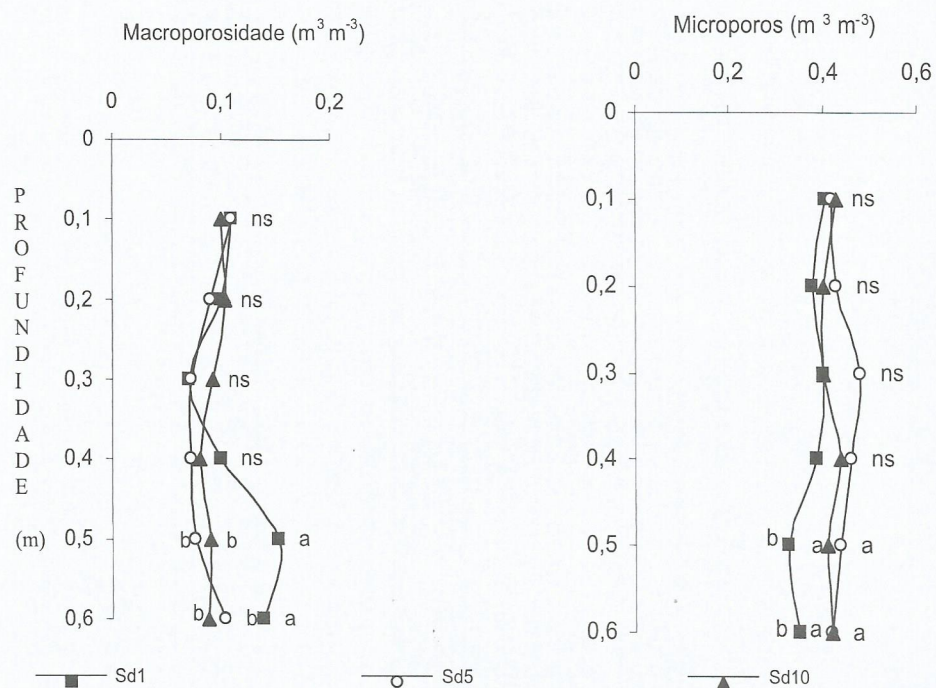 Macroporosidade (m³ m⁻³)
0 0,1 0,2
0
0,1 ns
0,2 ns
0,3 ns
0,4 ns
0,5 b b a
0,6 b b a
PROFUNDIDADE
(m)
Microporos (m ³ m⁻³)
0 0,2 0,4 0,6
0
0,1 ns
0,2 ns
0,3 ns
0,4 ns
0,5 b a a
0,6 b a a
Sd1 Sd5 Sd10